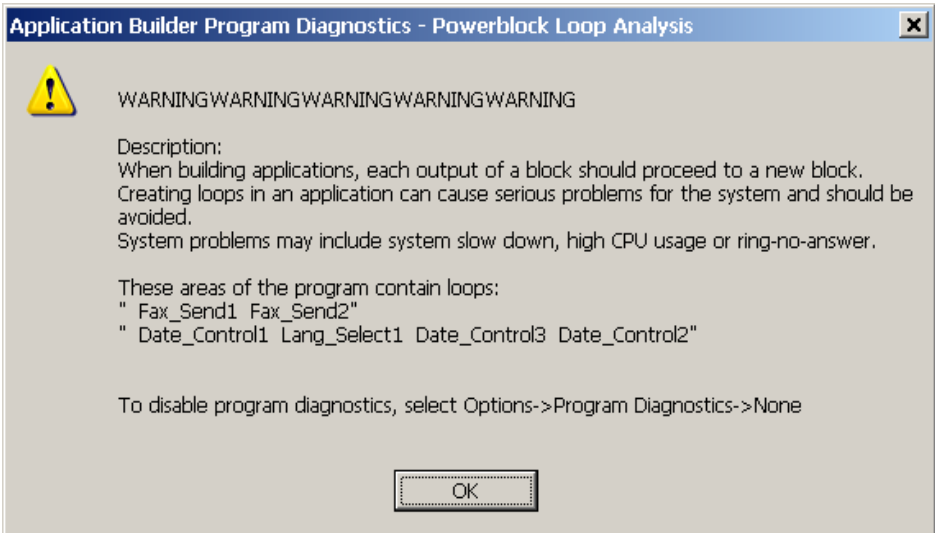 Application Builder Program Diagnostics - Powerblock Loop Analysis
WARNINGWARNINGWARNINGWARNINGWARNING
Description:
When building applications, each output of a block should proceed to a new block.
Creating loops in an application can cause serious problems for the system and should be
avoided.
System problems may include system slow down, high CPU usage or ring-no-answer.
These areas of the program contain loops:
" Fax_Send1 Fax_Send2"
" Date_Control1 Lang_Select1 Date_Control3 Date_Control2"
To disable program diagnostics, select Options->Program Diagnostics->None
OK